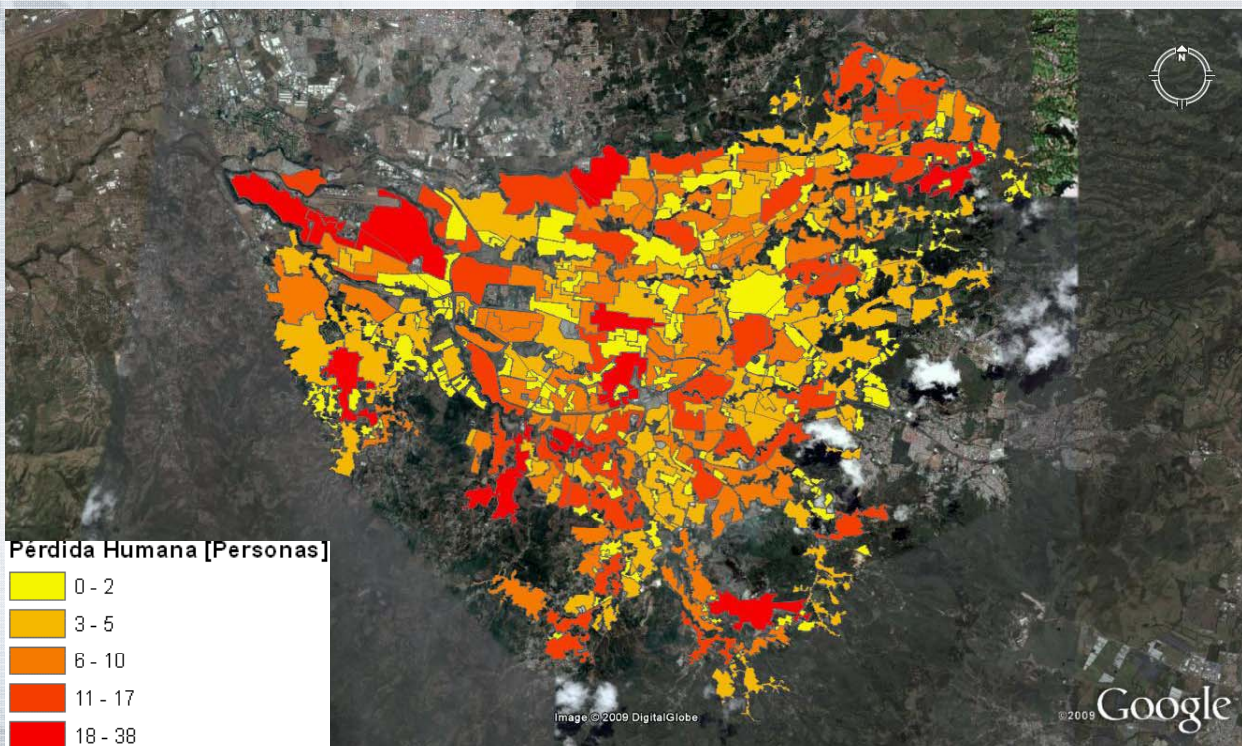 N
Pérdida Humana [Personas]
0 - 2
3 - 5
6 - 10
11 - 17
18 - 38
Image © 2009 DigitalGlobe
©2009 Google